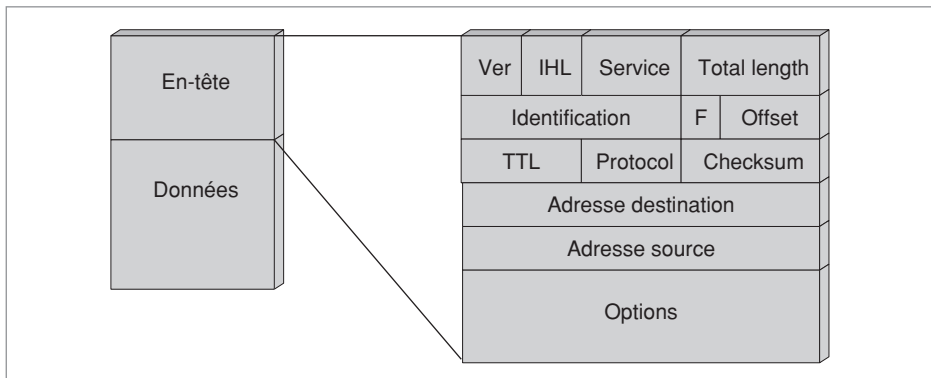 En-tête
Données
Ver IHL Service Total length
Identification F Offset
TTL Protocol Checksum
Adresse destination
Adresse source
Options